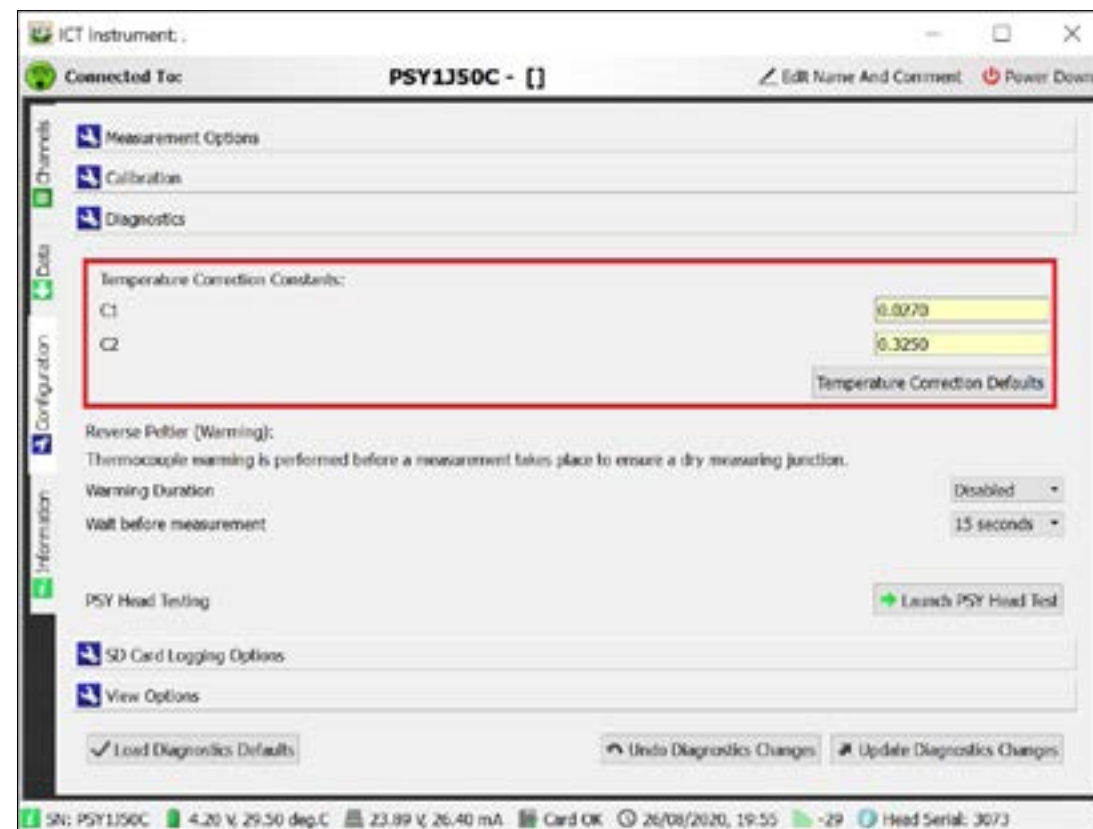 ICT Instrument: .
Connected To: PSY1J50C - [] Edit Name And Comment Power Down
Channels
Data
Configuration
Information
Measurement Options
Calibration
Diagnostics
Temperature Correction Constants:
C1 0.0270
C2 0.3250
Temperature Correction Defaults
Reverse Peltier (Warming):
Thermocouple warming is performed before a measurement takes place to ensure a dry measuring junction.
Warming Duration Disabled
Wait before measurement 15 seconds
PSY Head Testing Launch PSY Head Test
SD Card Logging Options
View Options
Load Diagnostics Defaults Undo Diagnostics Changes Update Diagnostics Changes
SN: PSY1J50C 4.20 V, 29.50 deg.C 23.89 V, 26.40 mA Card OK 26/08/2020, 19:55 -29 Head Serial: 3073